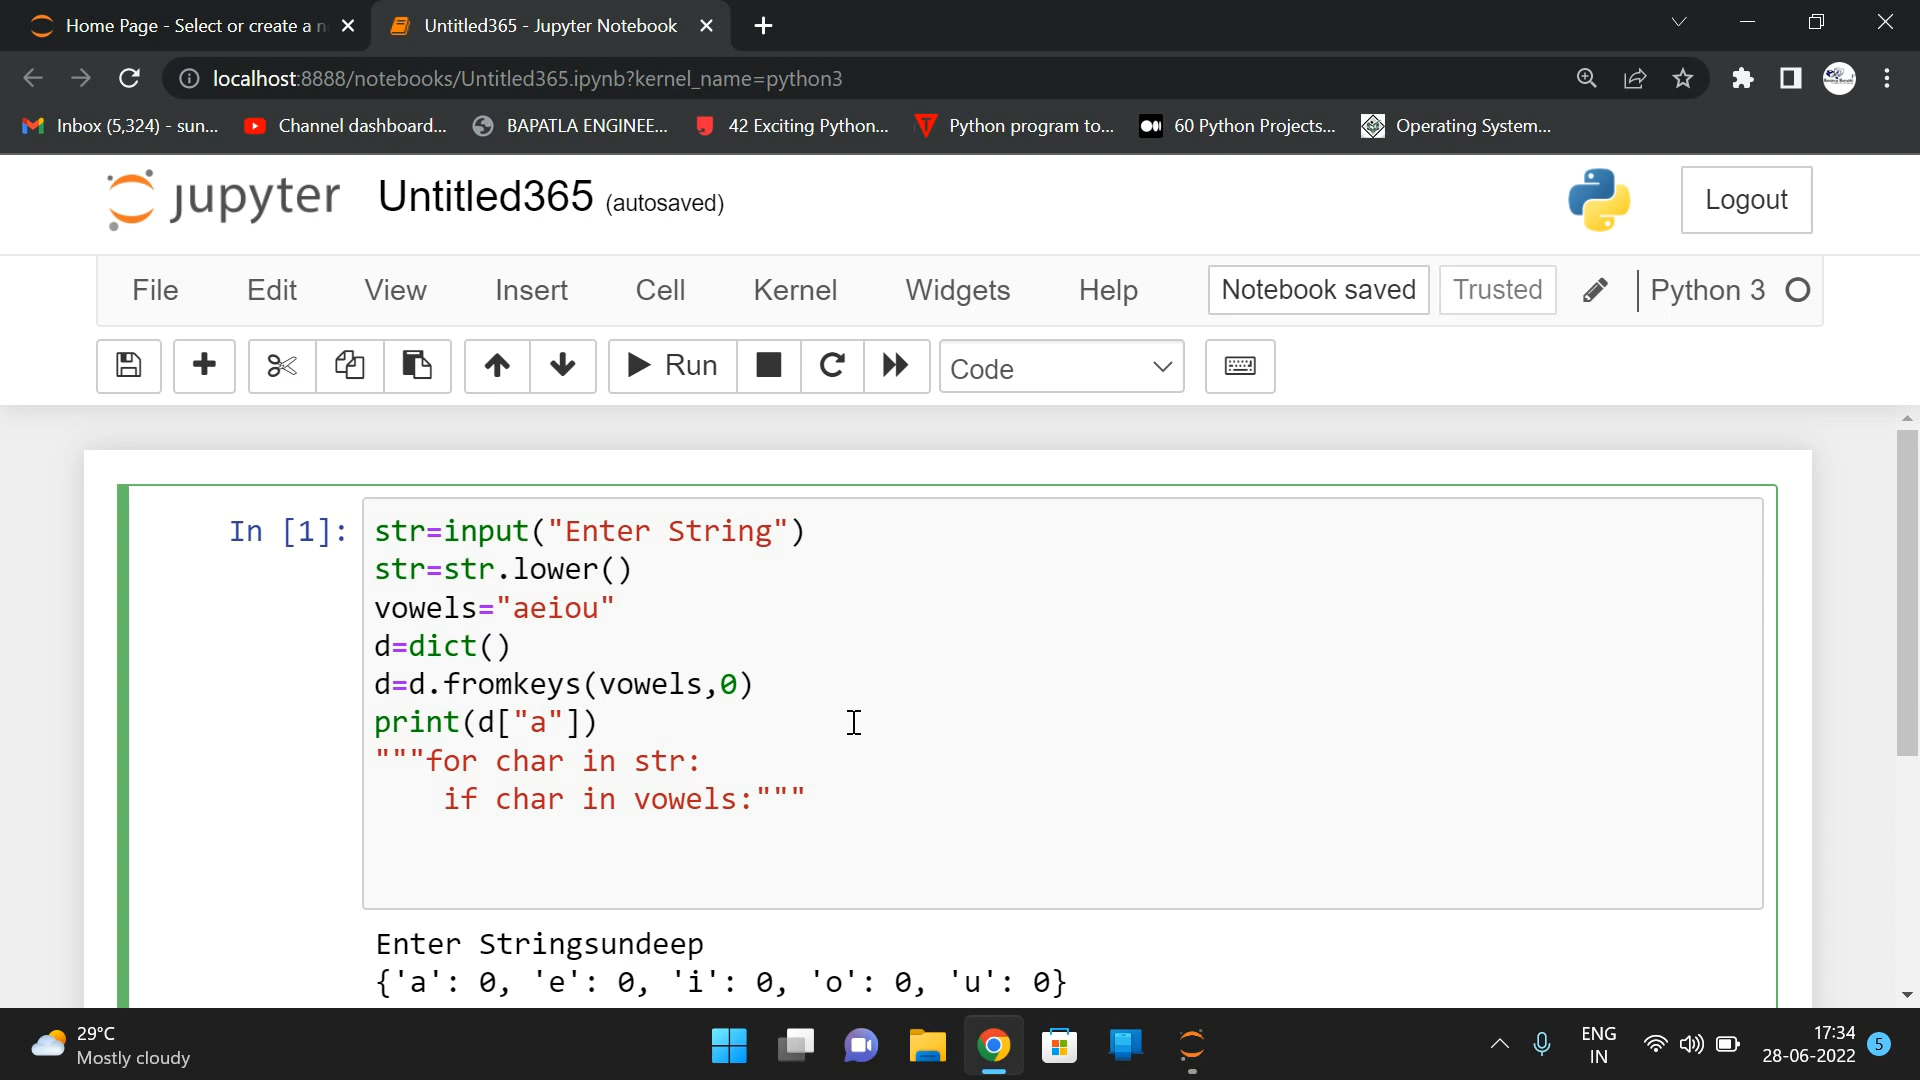 Home Page - Select or create a n
Untitled365 - Jupyter Notebook
localhost:8888/notebooks/Untitled365.ipynb?kernel_name=python3
Inbox (5,324) - sun...
Channel dashboard...
BAPATLA ENGINEE...
42 Exciting Python...
Python program to...
60 Python Projects...
Operating System...
jupyter Untitled365 (autosaved)
Logout
File Edit View Insert Cell Kernel Widgets Help Notebook saved Trusted Python 3
Run Code
In [1]: str=input("Enter String")
str=str.lower()
vowels="aeiou"
d=dict()
d=d.fromkeys(vowels,0)
print(d["a"])
"""for char in str:
    if char in vowels:"""
Enter Stringsundeep
{'a': 0, 'e': 0, 'i': 0, 'o': 0, 'u': 0}
29°C
Mostly cloudy
ENG
IN
17:34
28-06-2022
5